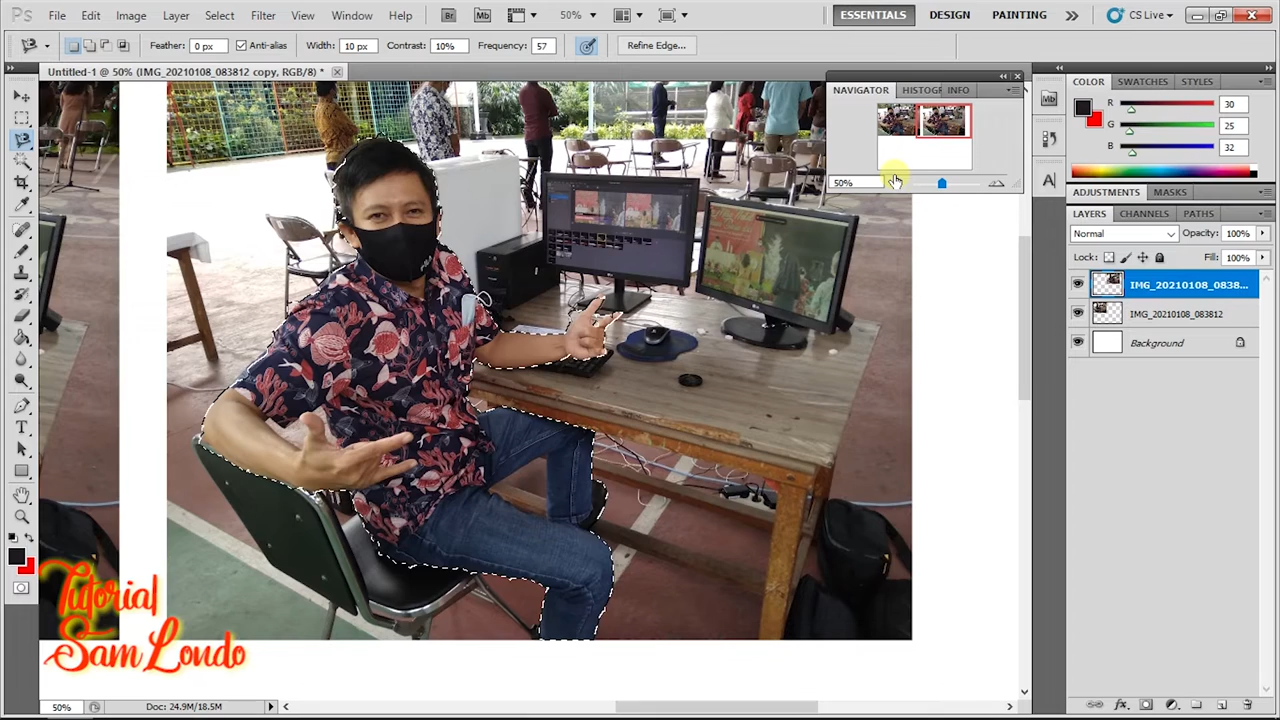 Ps File Edit Image Layer Select Filter View Window Help Br Mb 50% ESSENTIALS DESIGN PAINTING CS Live
Feather: 0 px Anti-alias Width: 10 px Contrast: 10% Frequency: 57 Refine Edge...
Untitled-1 @ 50% (IMG_20210108_083812 copy, RGB/8) *
NAVIGATOR HISTOGR INFO
50%
COLOR SWATCHES STYLES
R 30
G 25
B 32
ADJUSTMENTS MASKS
LAYERS CHANNELS PATHS
Normal Opacity: 100%
Lock: Fill: 100%
IMG_20210108_0838...
IMG_20210108_083812
Background
Tutorial
Sam Londo
50% Doc: 24.9M/18.5M